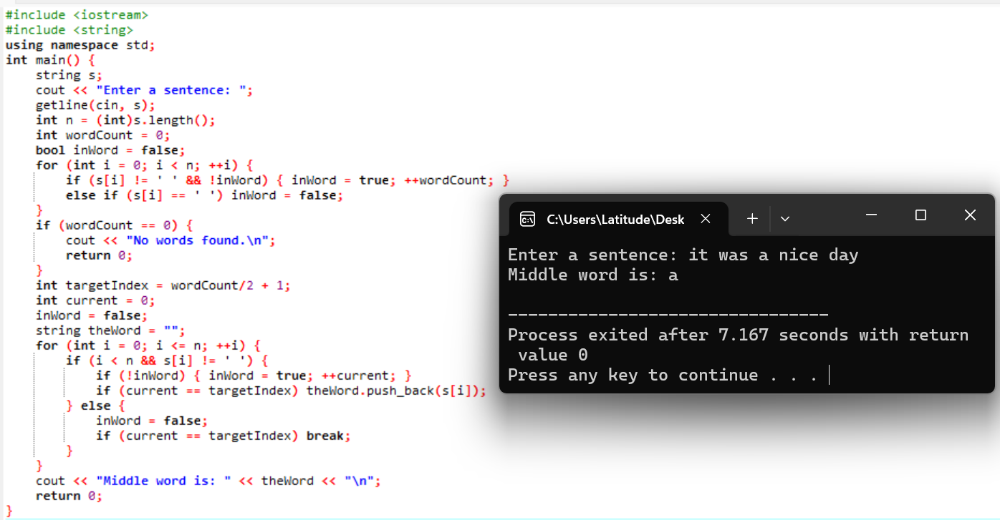 #include <iostream>
#include <string>
using namespace std;
int main() {
    string s;
    cout << "Enter a sentence: ";
    getline(cin, s);
    int n = (int)s.length();
    int wordCount = 0;
    bool inWord = false;
    for (int i = 0; i < n; ++i) {
        if (s[i] != ' ' && !inWord) { inWord = true; ++wordCount; }
        else if (s[i] == ' ') inWord = false;
    }
    if (wordCount == 0) {
        cout << "No words found.\n";
        return 0;
    }
    int targetIndex = wordCount/2 + 1;
    int current = 0;
    inWord = false;
    string theWord = "";
    for (int i = 0; i <= n; ++i) {
        if (i < n && s[i] != ' ') {
            if (!inWord) { inWord = true; ++current; }
            if (current == targetIndex) theWord.push_back(s[i]);
        } else {
            inWord = false;
            if (current == targetIndex) break;
        }
    }
    cout << "Middle word is: " << theWord << "\n";
    return 0;
}
C:\Users\Latitude\Desk
Enter a sentence: it was a nice day
Middle word is: a
--------------------------------
Process exited after 7.167 seconds with return
 value 0
Press any key to continue . . .